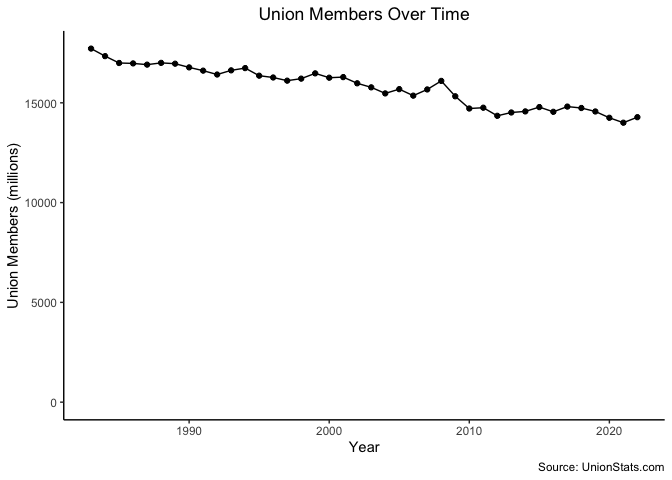 Union Members Over Time
Union Members (millions)
15000
10000
5000
0
1990 2000 2010 2020
Year
Source: UnionStats.com